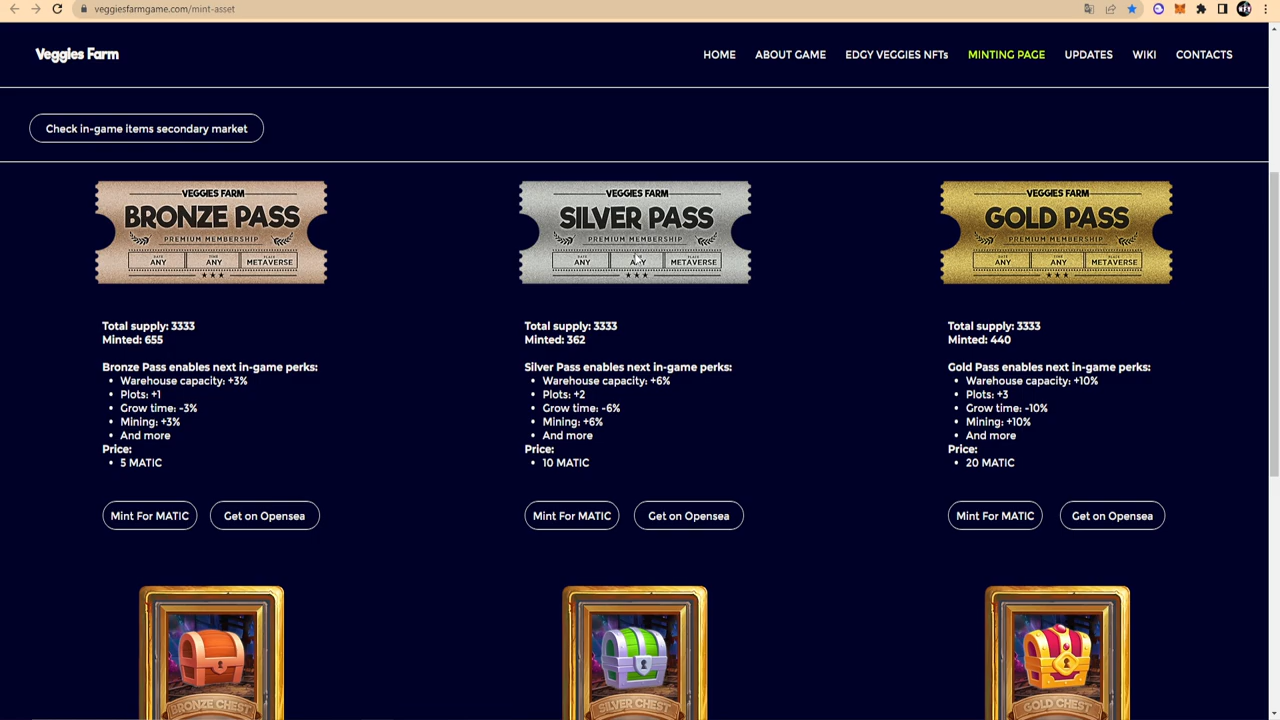 veggiesfarmgame.com/mint-asset
Veggies Farm
HOME ABOUT GAME EDGY VEGGIES NFTs MINTING PAGE UPDATES WIKI CONTACTS
Check in-game items secondary market
VEGGIES FARM
BRONZE PASS
PREMIUM MEMBERSHIP
ANY ANY METAVERSE
VEGGIES FARM
SILVER PASS
PREMIUM MEMBERSHIP
ANY ANY METAVERSE
VEGGIES FARM
GOLD PASS
PREMIUM MEMBERSHIP
ANY ANY METAVERSE
Total supply: 3333
Minted: 655
Bronze Pass enables next in-game perks:
• Warehouse capacity: +3%
• Plots: +1
• Grow time: -3%
• Mining: +3%
• And more
Price:
• 5 MATIC
Mint For MATIC Get on Opensea
Total supply: 3333
Minted: 362
Silver Pass enables next in-game perks:
• Warehouse capacity: +6%
• Plots: +2
• Grow time: -6%
• Mining: +6%
• And more
Price:
• 10 MATIC
Mint For MATIC Get on Opensea
Total supply: 3333
Minted: 440
Gold Pass enables next in-game perks:
• Warehouse capacity: +10%
• Plots: +3
• Grow time: -10%
• Mining: +10%
• And more
Price:
• 20 MATIC
Mint For MATIC Get on Opensea
BRONZE CHEST
SILVER CHEST
GOLD CHEST